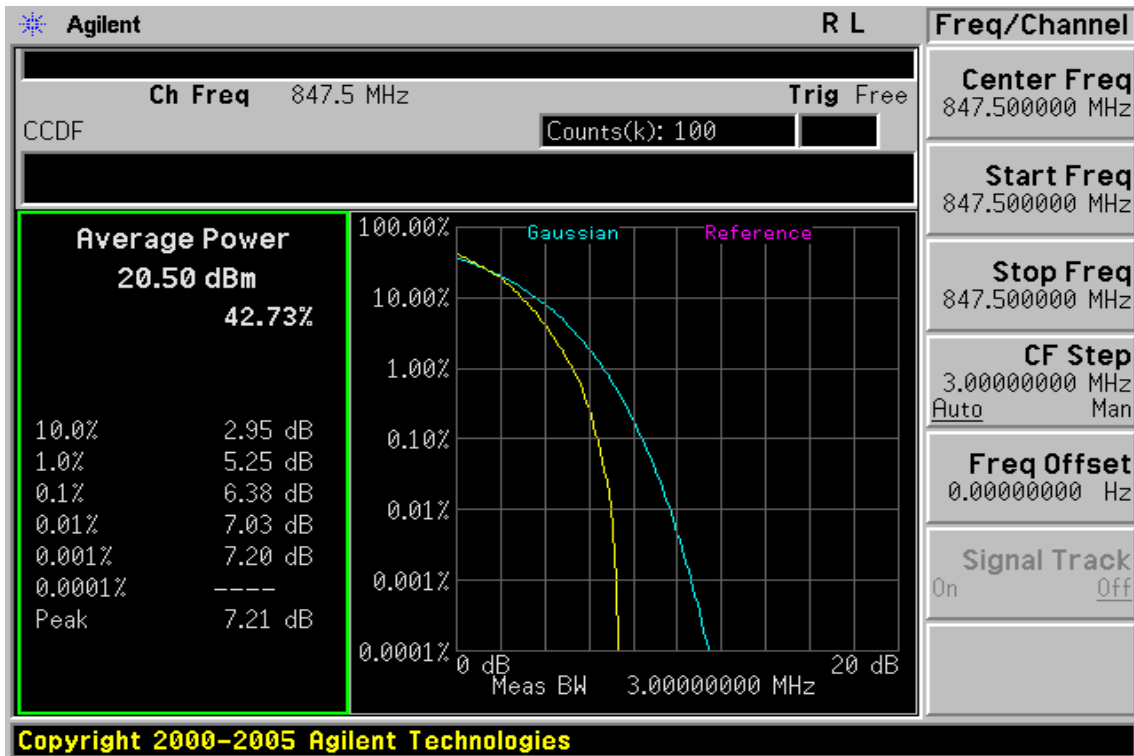 Agilent
R L
Freq/Channel
Ch Freq 847.5 MHz
Trig Free
CCDF
Counts(k): 100
Average Power
20.50 dBm
42.73%
10.0% 2.95 dB
1.0% 5.25 dB
0.1% 6.38 dB
0.01% 7.03 dB
0.001% 7.20 dB
0.0001% ----
Peak 7.21 dB
Gaussian
Reference
100.00%
10.00%
1.00%
0.10%
0.01%
0.001%
0.0001%
0 dB
20 dB
Meas BW 3.00000000 MHz
Center Freq
847.500000 MHz
Start Freq
847.500000 MHz
Stop Freq
847.500000 MHz
CF Step
3.00000000 MHz
Auto Man
Freq Offset
0.00000000 Hz
Signal Track
On Off
Copyright 2000-2005 Agilent Technologies